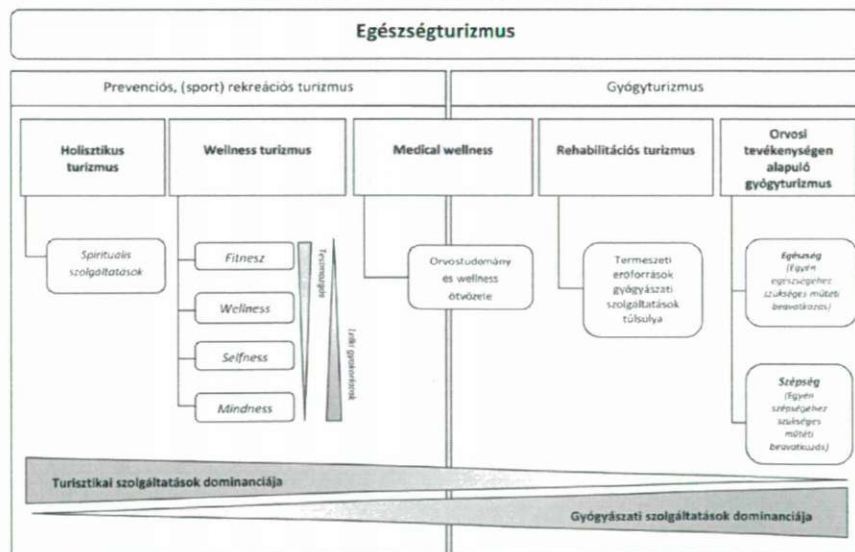 Egészségturizmus
Prevenciós, (sport) rekreációs turizmus
Gyógyturizmus
Holisztikus
turizmus
Wellness turizmus
Medical wellness
Rehabilitációs turizmus
Orvosi
tevékenységen
alapuló
gyógyturizmus
Spirituális
szolgáltatások
Fitnesz
Wellness
Selfness
Mindness
Testmozgás
Lelki gyakorlatok
Orvostudomány
és wellness
ötvözete
Természeti
erőforrások
gyógyászati
szolgáltatások
túlsúlya
Egészség
(Egyén
egészségéhez
szükséges műtéti
beavatkozás)
Szépség
(Egyén
szépségéhez
szükséges
műtéti
beavatkozás)
Turisztikai szolgáltatások dominanciája
Gyógyászati szolgáltatások dominanciája